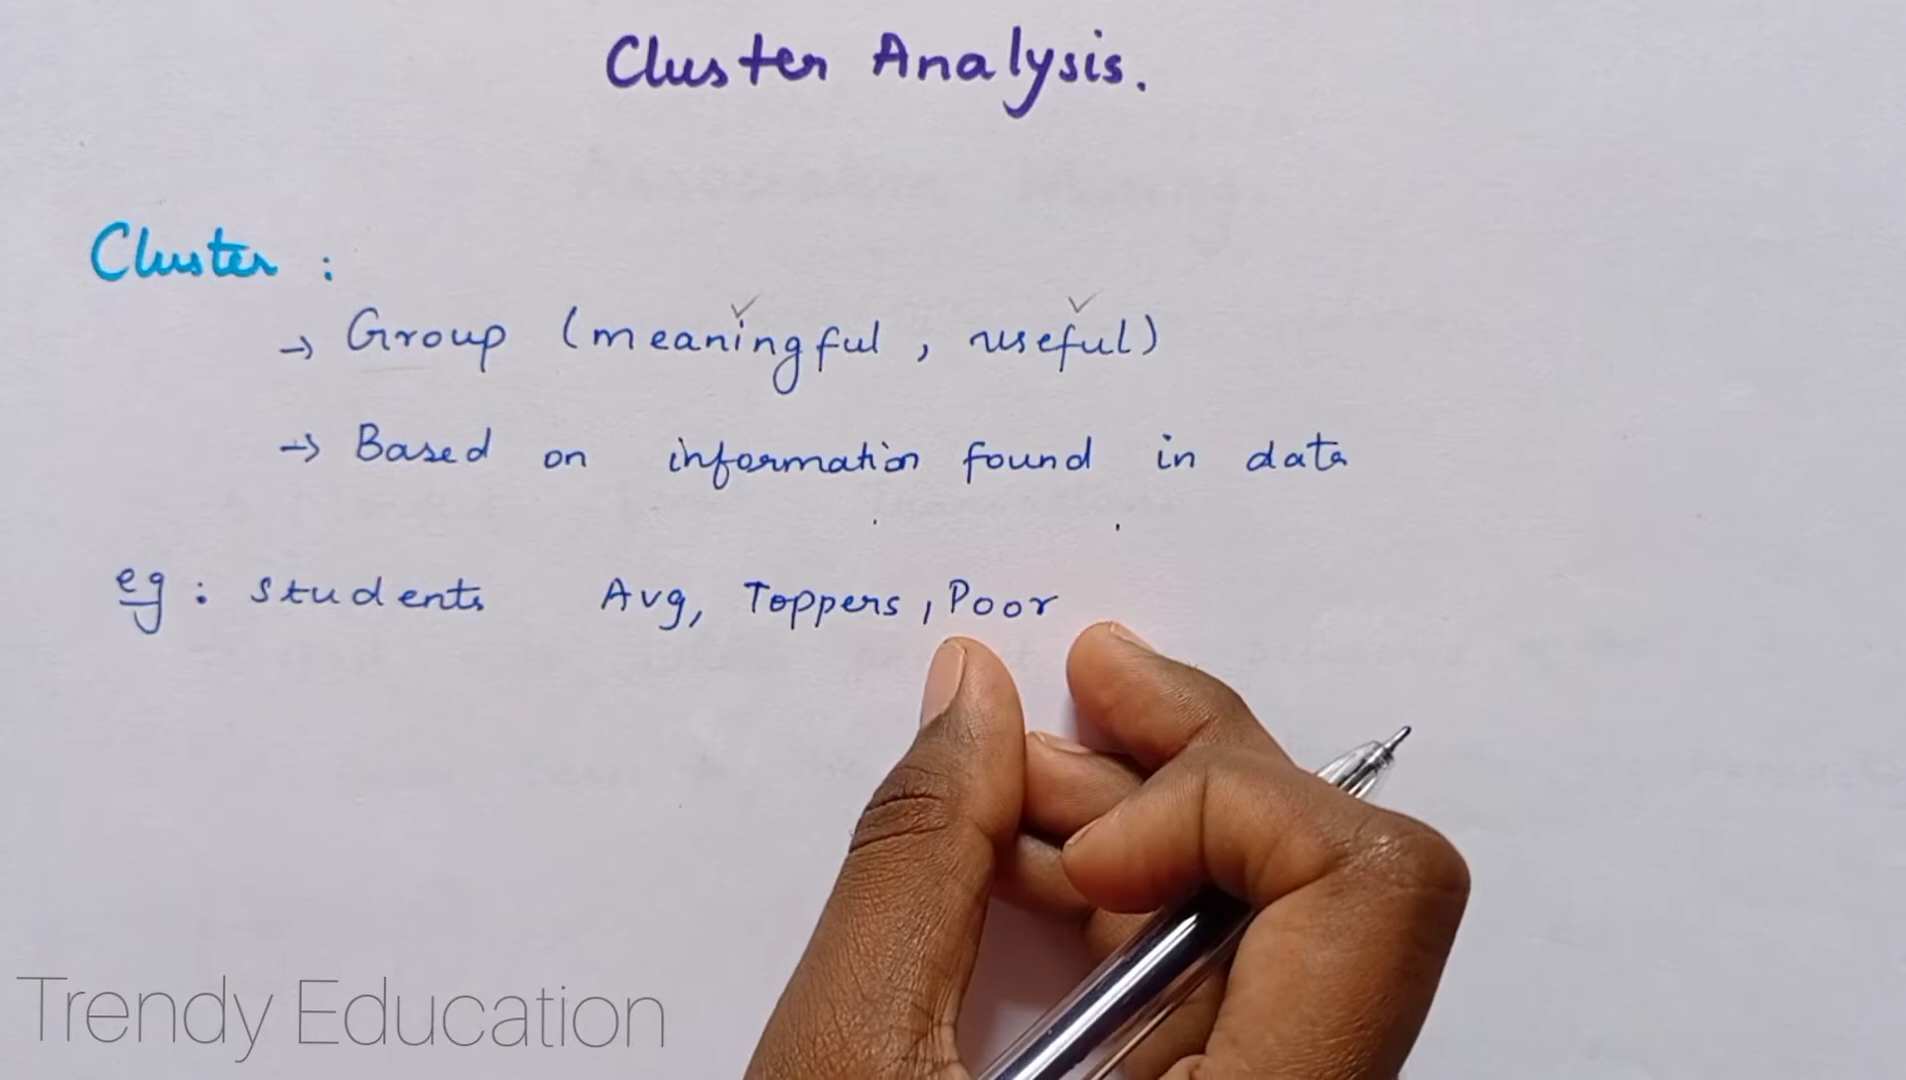 Cluster Analysis.
Cluster :
→ Group (meaningful, useful)
→ Based on information found in data
eg : students Avg, Toppers, Poor
Trendy Education